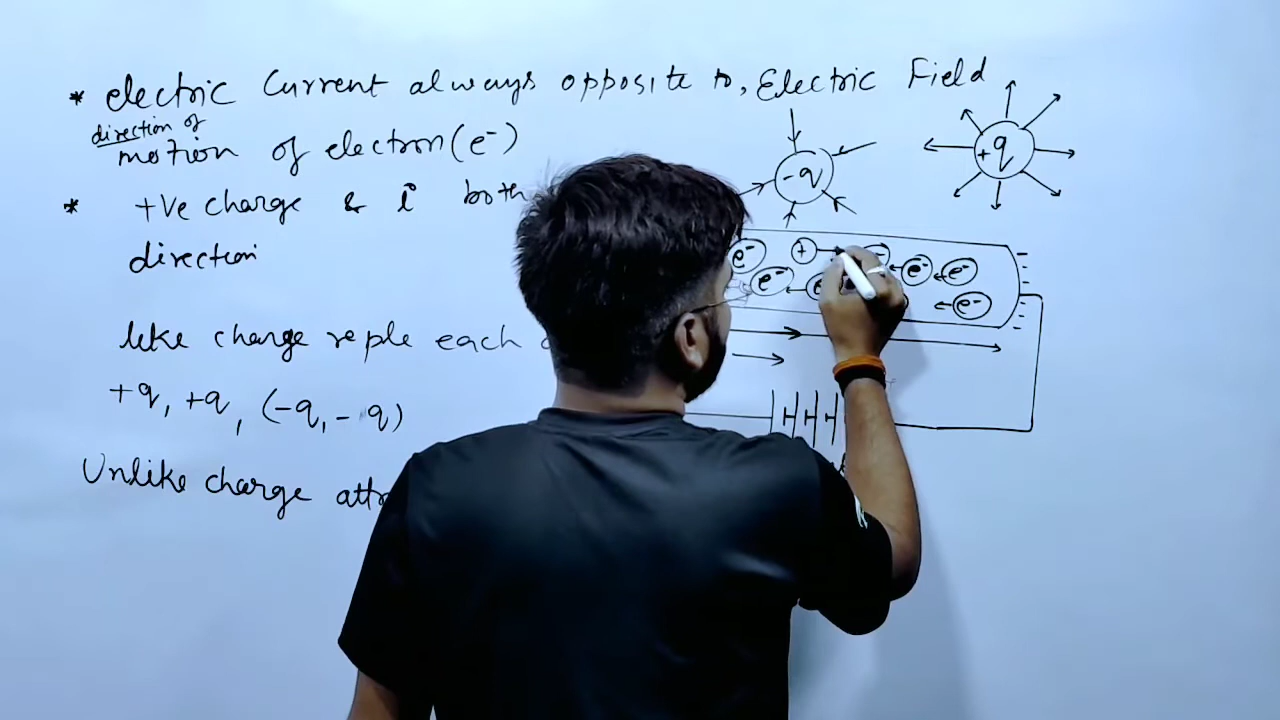 * electric Current always opposite to, Electric Field
direction of
motion of electron (e⁻)
* +ve charge & i both
direction
like charge reple each
+q, +q, (-q, -q)
Unlike charge
-q
+q
e⁻ + e⁻ e⁻
e⁻ e⁻